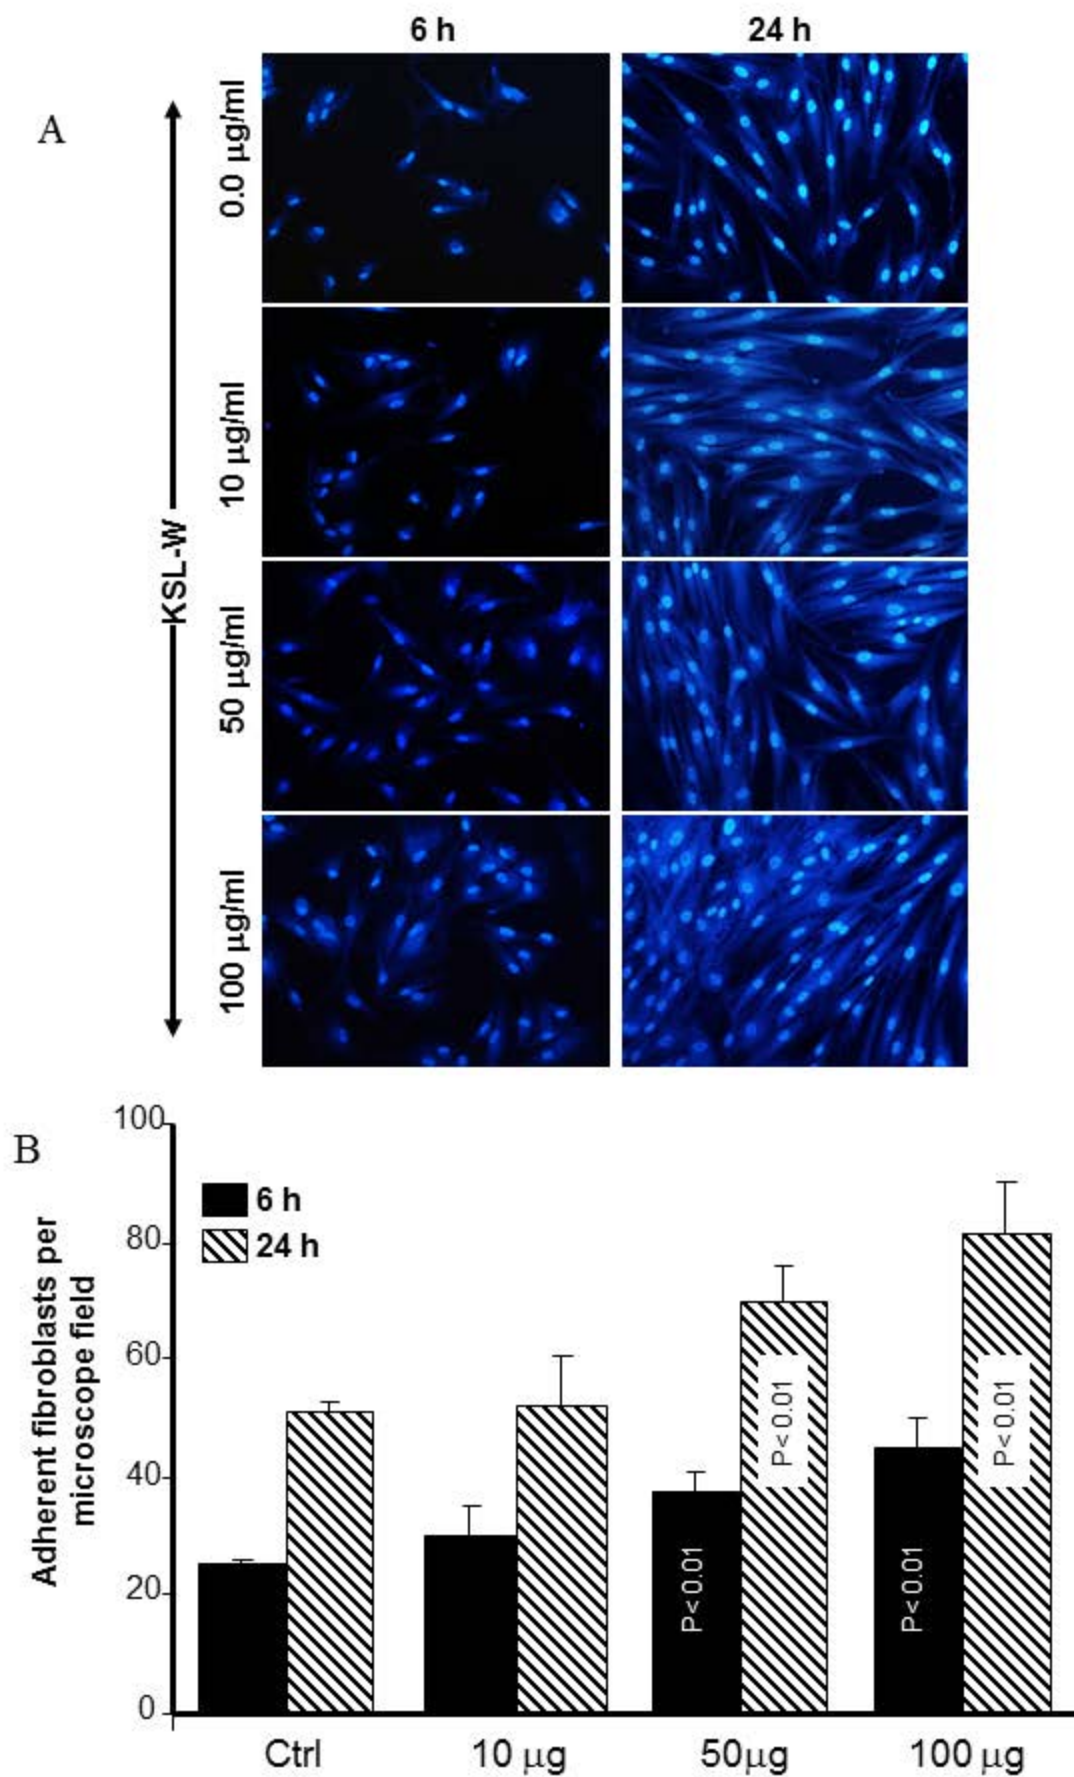 6 h
24 h
A
0.0 µg/ml
10 µg/ml
KSL-W
50 µg/ml
100 µg/ml
B
100
80
60
40
20
0
Adherent fibroblasts per
microscope field
6 h
24 h
P< 0.01
P< 0.01
P< 0.01
P< 0.01
Ctrl
10 µg
50µg
100 µg